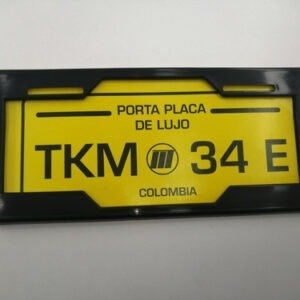 PORTA PLACA
DE LUJO
TKM 34 E
COLOMBIA